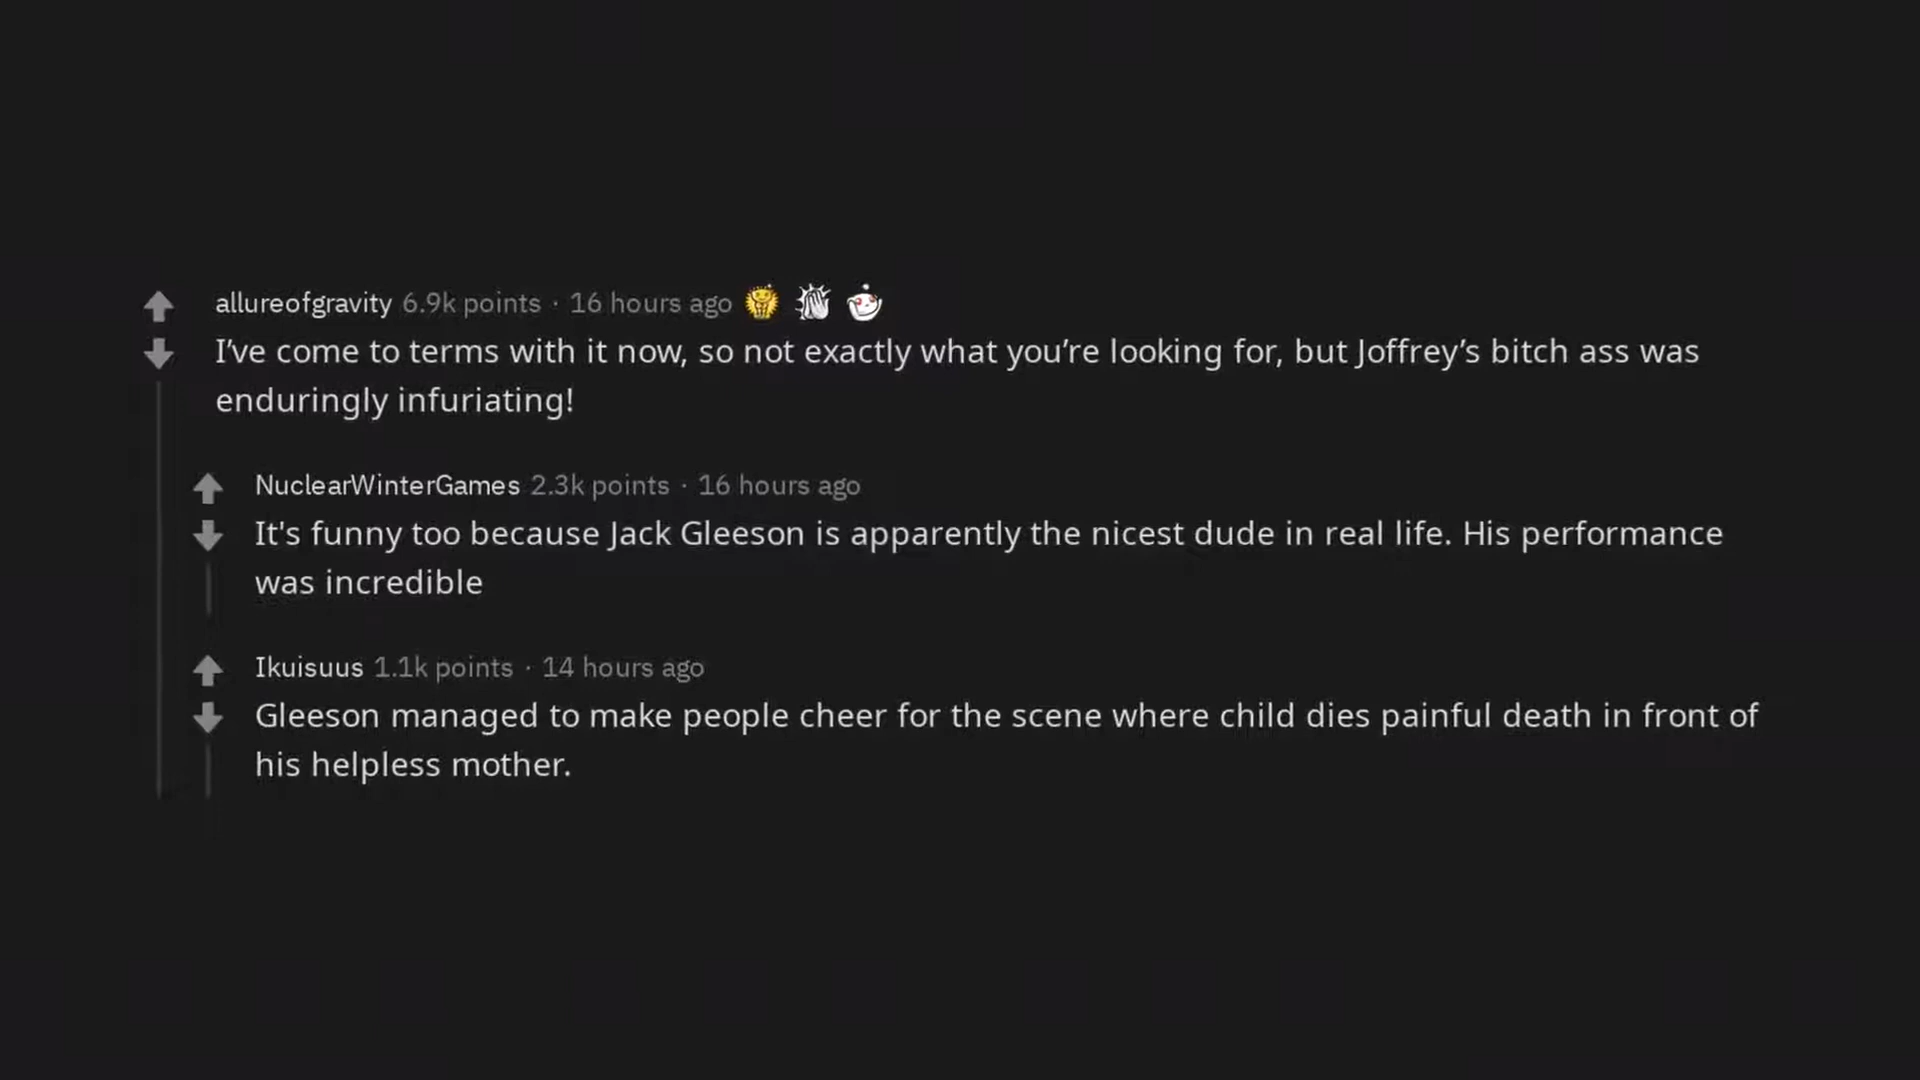 allureofgravity 6.9k points · 16 hours ago
I’ve come to terms with it now, so not exactly what you’re looking for, but Joffrey’s bitch ass was
enduringly infuriating!
NuclearWinterGames 2.3k points · 16 hours ago
It's funny too because Jack Gleeson is apparently the nicest dude in real life. His performance
was incredible
Ikuisuus 1.1k points · 14 hours ago
Gleeson managed to make people cheer for the scene where child dies painful death in front of
his helpless mother.